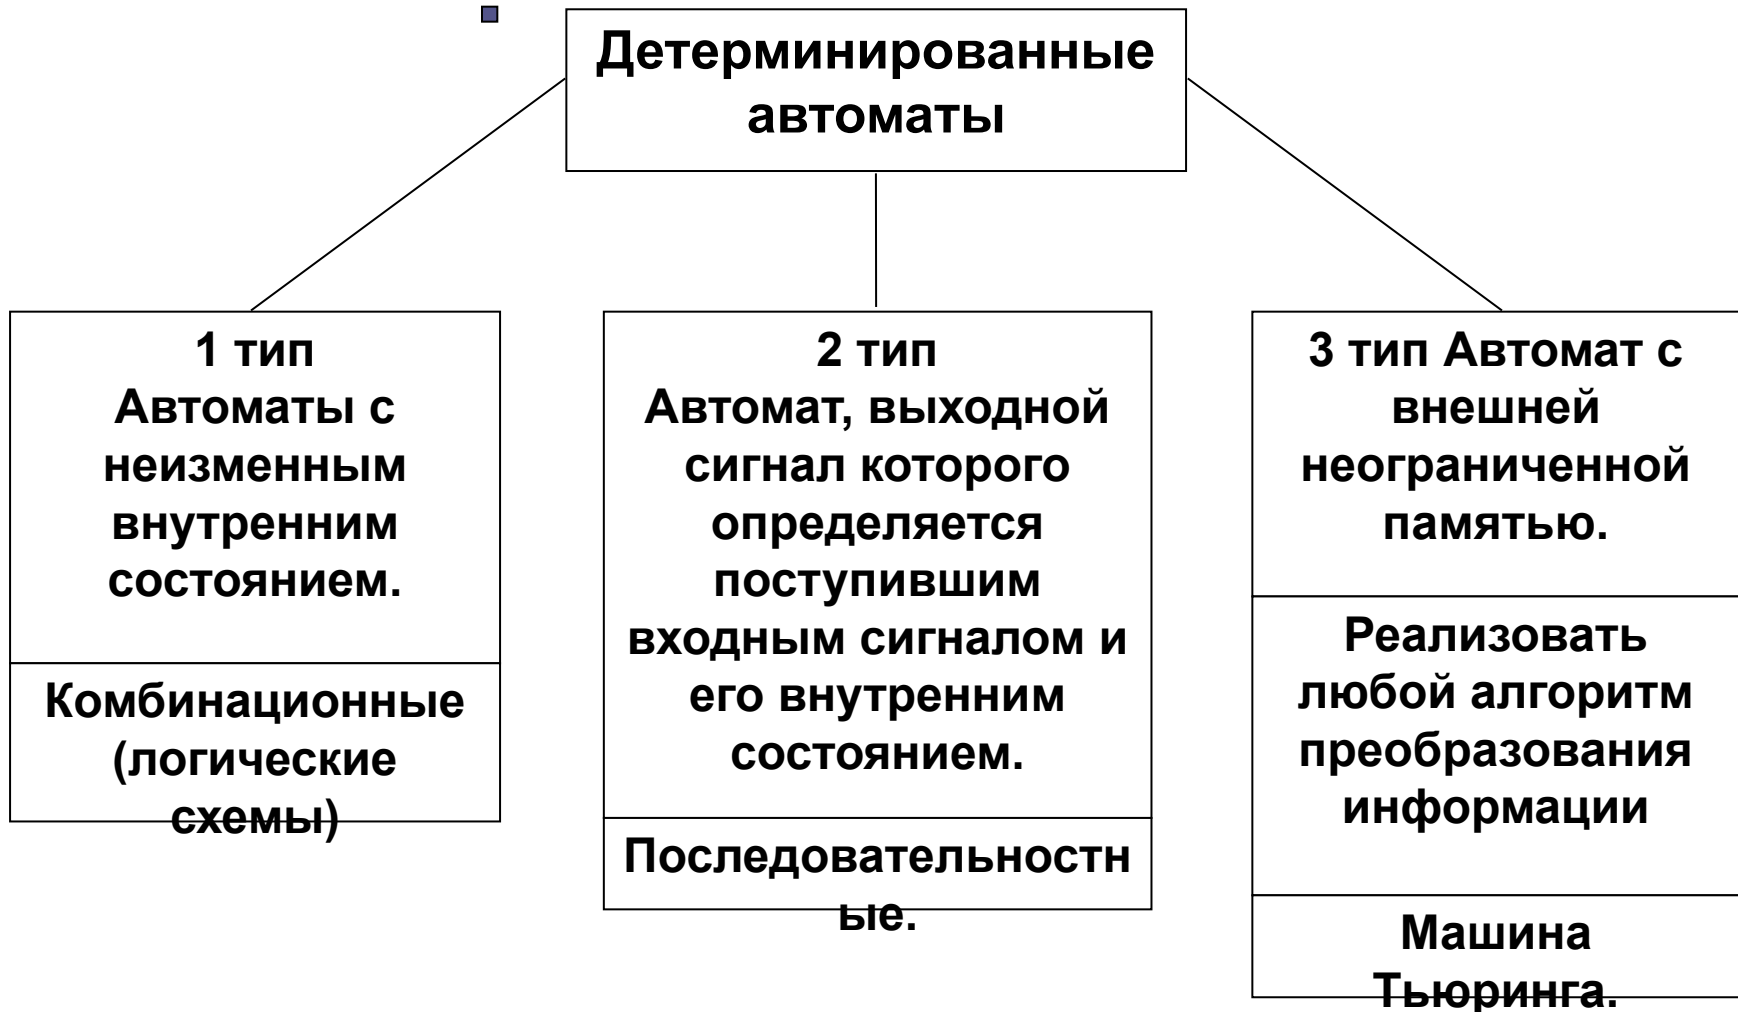 Детерминированные
автоматы
1 тип
Автоматы с
неизменным
внутренним
состоянием.
Комбинационные
(логические
схемы)
2 тип
Автомат, выходной
сигнал которого
определяется
поступившим
входным сигналом и
его внутренним
состоянием.
Последовательностн
ые.
3 тип Автомат с
внешней
неограниченной
памятью.
Реализовать
любой алгоритм
преобразования
информации
Машина
Тьюринга.